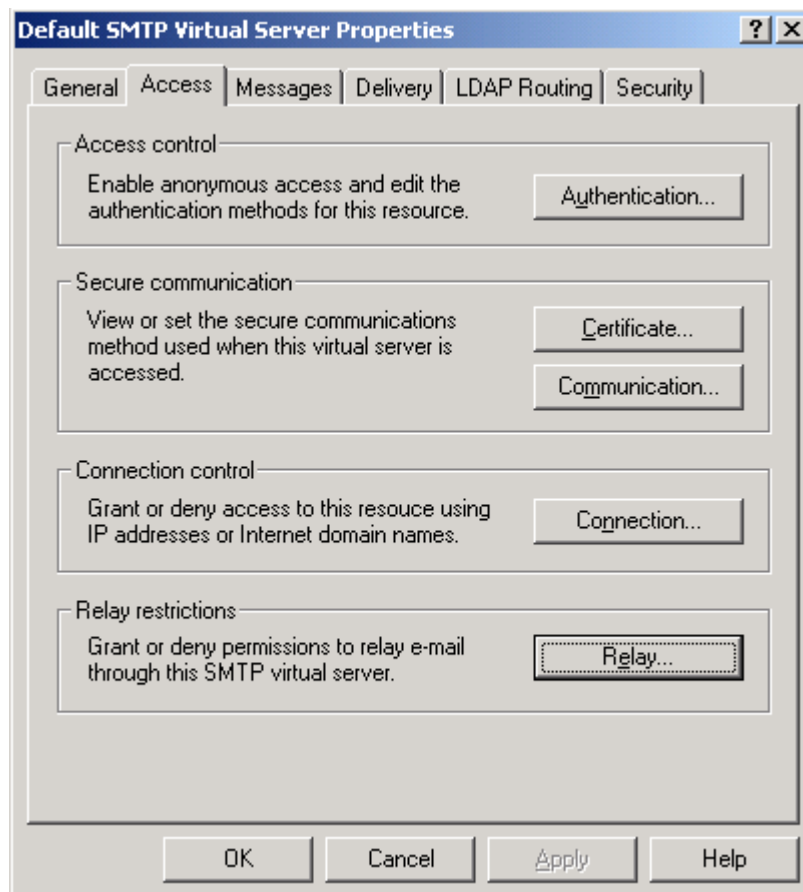 Default SMTP Virtual Server Properties
General Access Messages Delivery LDAP Routing Security
Access control
Enable anonymous access and edit the
authentication methods for this resource.
Authentication...
Secure communication
View or set the secure communications
method used when this virtual server is
accessed.
Certificate...
Communication...
Connection control
Grant or deny access to this resouce using
IP addresses or Internet domain names.
Connection...
Relay restrictions
Grant or deny permissions to relay e-mail
through this SMTP virtual server.
Relay...
OK Cancel Apply Help